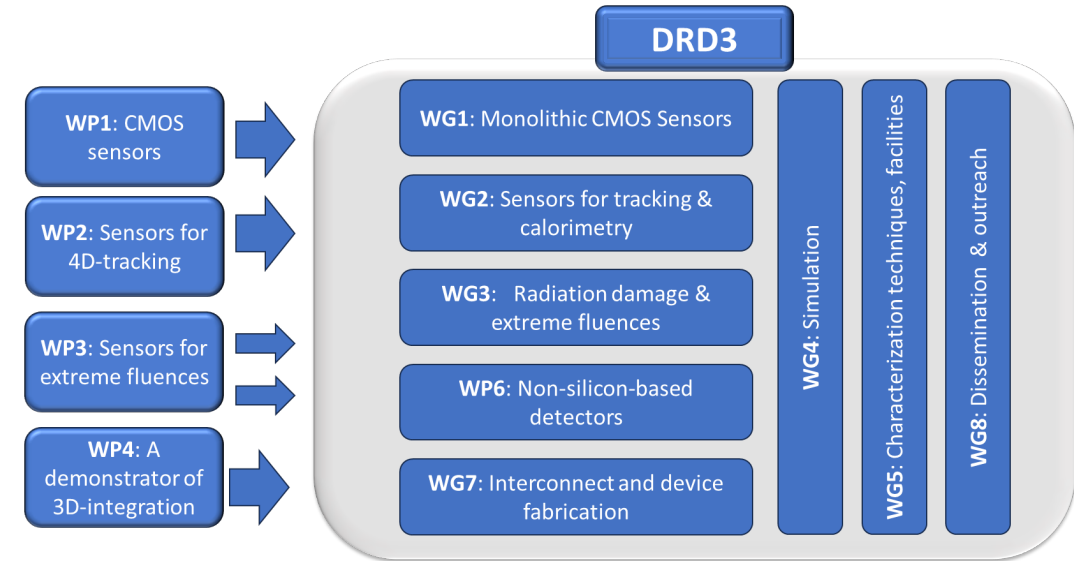 DRD3
WP1: CMOS
sensors
WP2: Sensors for
4D-tracking
WP3: Sensors for
extreme fluences
WP4: A
demonstrator of
3D-integration
WG1: Monolithic CMOS Sensors
WG2: Sensors for tracking &
calorimetry
WG3: Radiation damage &
extreme fluences
WP6: Non-silicon-based
detectors
WG7: Interconnect and device
fabrication
WG4: Simulation
WG5: Characterization techniques, facilities
WG8: Dissemination & outreach